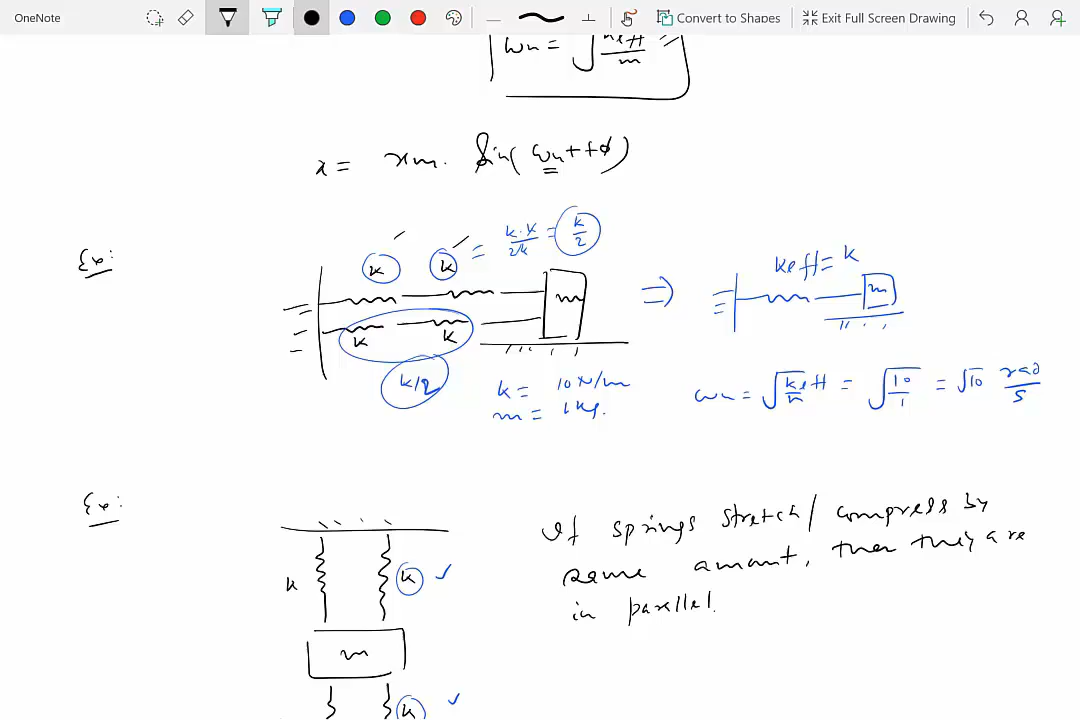 OneNote
Convert to Shapes
Exit Full Screen Drawing
ωn = √ keff / m
x = xm. Sin(ωnt + ϕ)
Ex:
k k = k·k / 2k = k/2
m
k k
k/2
k = 10 N/m
m = 1 kg.
⇒
keff = k
m
ωn = √ keff / m = √ 10 / 1 = √10 rad / s
Ex:
k k ✓
m
k ✓
If springs stretch / compress by
same amount, then they are
in parallel.